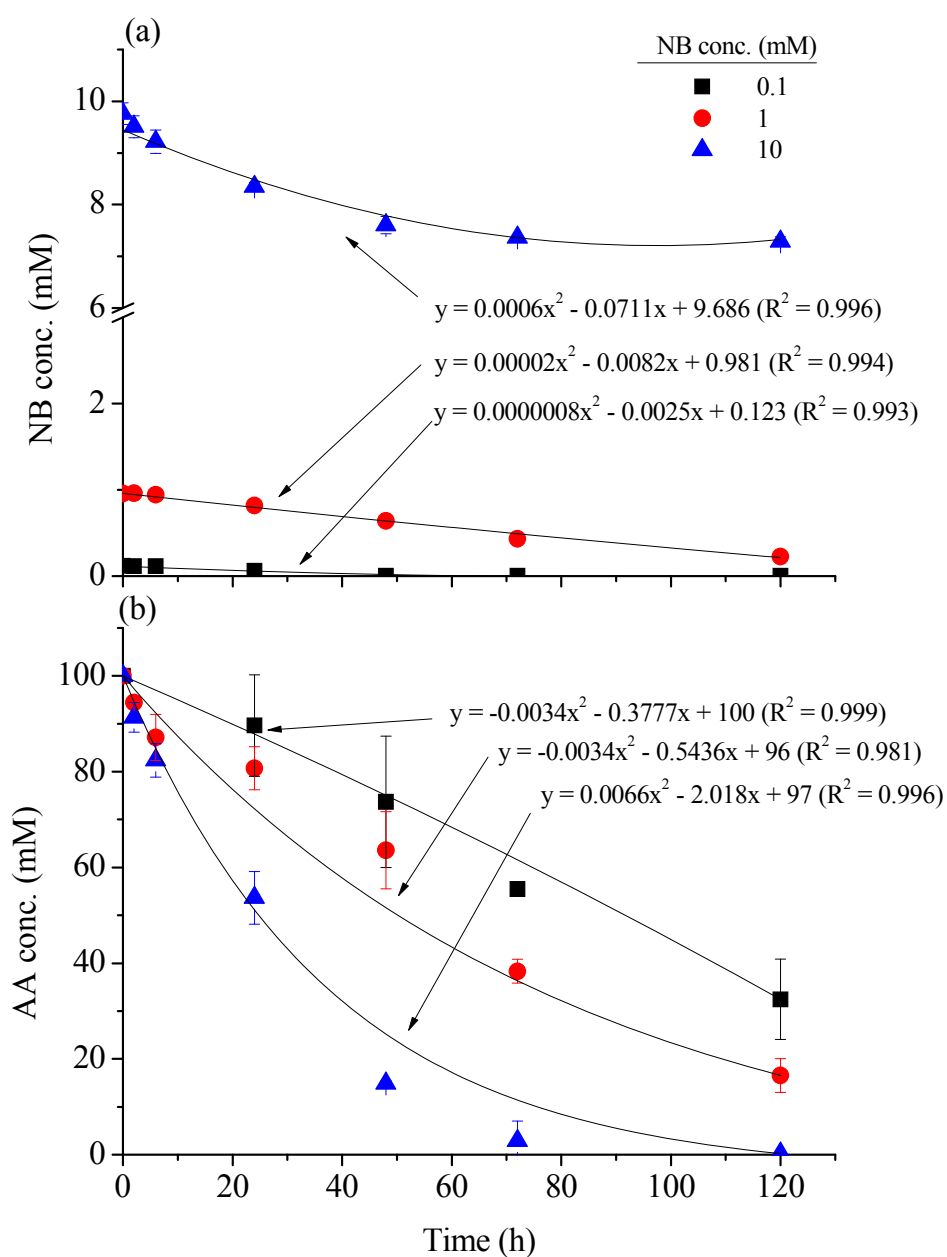 (a)
NB conc. (mM)
0.1
1
10
10
8
6
2
0
NB conc. (mM)
y = 0.0006x² - 0.0711x + 9.686 (R² = 0.996)
y = 0.00002x² - 0.0082x + 0.981 (R² = 0.994)
y = 0.0000008x² - 0.0025x + 0.123 (R² = 0.993)
(b)
100
80
60
40
20
0
AA conc. (mM)
y = -0.0034x² - 0.3777x + 100 (R² = 0.999)
y = -0.0034x² - 0.5436x + 96 (R² = 0.981)
y = 0.0066x² - 2.018x + 97 (R² = 0.996)
0 20 40 60 80 100 120
Time (h)